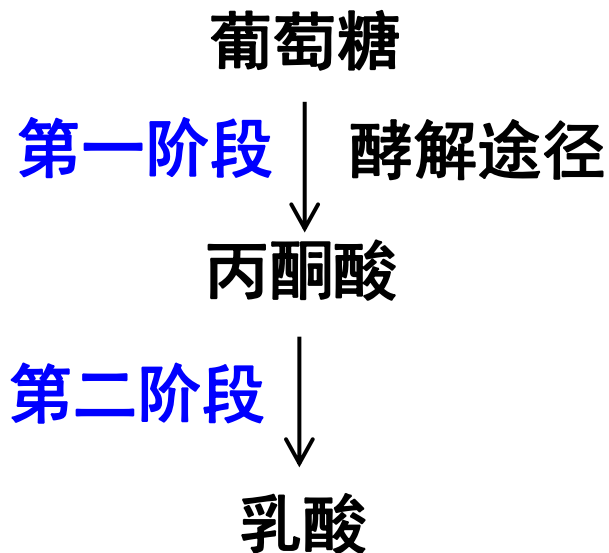 葡萄糖
第一阶段 酵解途径
丙酮酸
第二阶段
乳酸